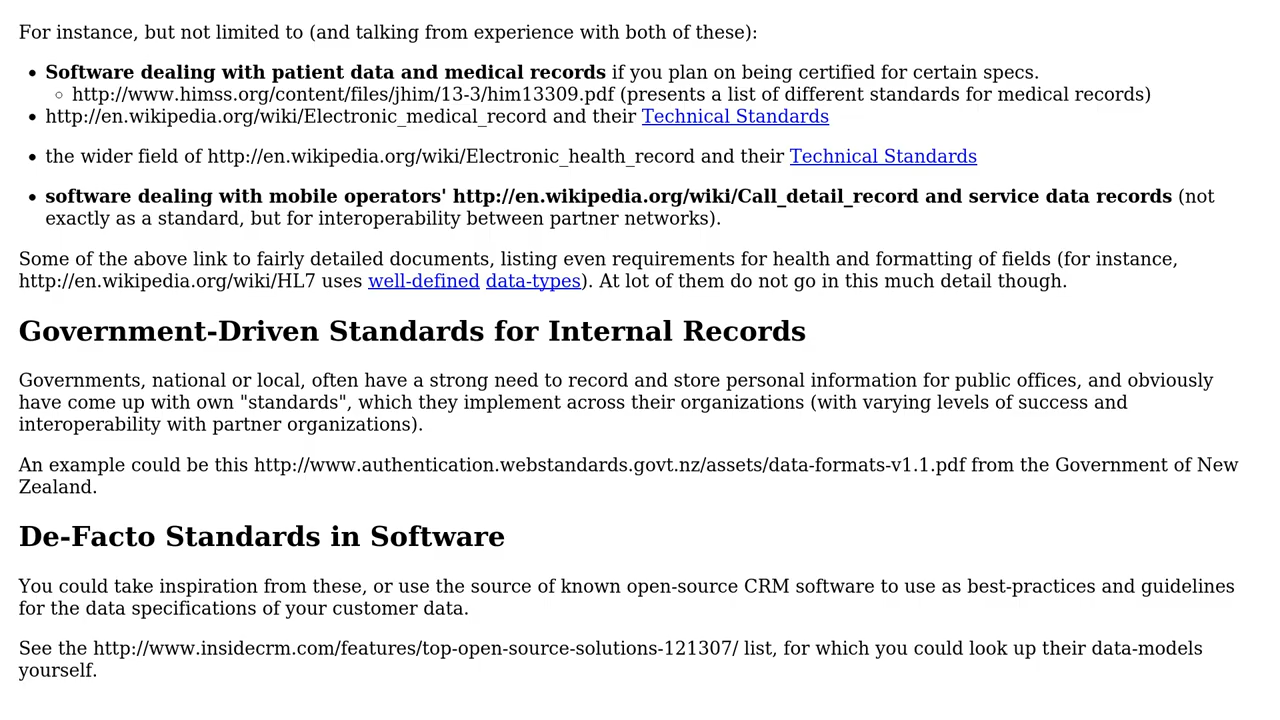 For instance, but not limited to (and talking from experience with both of these):
Software dealing with patient data and medical records if you plan on being certified for certain specs.
http://www.himss.org/content/files/jhim/13-3/him13309.pdf (presents a list of different standards for medical records)
http://en.wikipedia.org/wiki/Electronic_medical_record and their Technical Standards
the wider field of http://en.wikipedia.org/wiki/Electronic_health_record and their Technical Standards
software dealing with mobile operators' http://en.wikipedia.org/wiki/Call_detail_record and service data records (not
exactly as a standard, but for interoperability between partner networks).
Some of the above link to fairly detailed documents, listing even requirements for health and formatting of fields (for instance,
http://en.wikipedia.org/wiki/HL7 uses well-defined data-types). At lot of them do not go in this much detail though.
Government-Driven Standards for Internal Records
Governments, national or local, often have a strong need to record and store personal information for public offices, and obviously
have come up with own "standards", which they implement across their organizations (with varying levels of success and
interoperability with partner organizations).
An example could be this http://www.authentication.webstandards.govt.nz/assets/data-formats-v1.1.pdf from the Government of New
Zealand.
De-Facto Standards in Software
You could take inspiration from these, or use the source of known open-source CRM software to use as best-practices and guidelines
for the data specifications of your customer data.
See the http://www.insidecrm.com/features/top-open-source-solutions-121307/ list, for which you could look up their data-models
yourself.